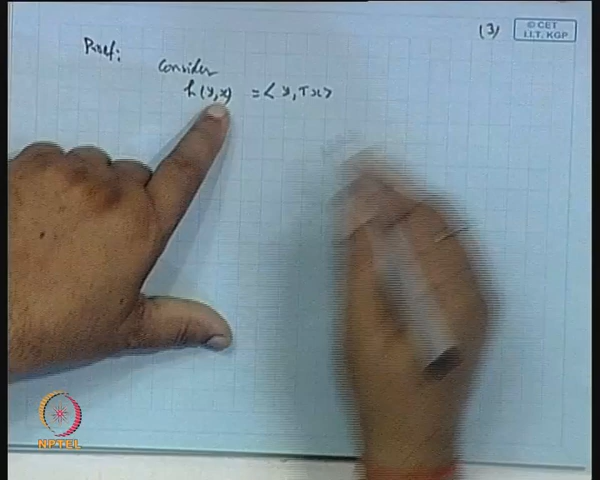 (3)
© CET
I.I.T. KGP
Proof:
Consider
h(y,x) = < y, Tx>
NPTEL